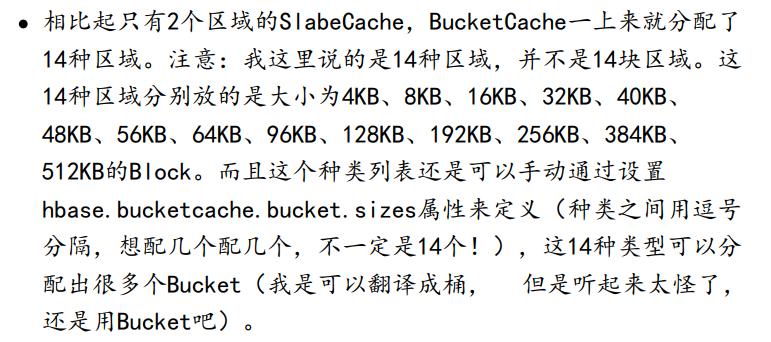 ● 相比起只有2个区域的SlabeCache，BucketCache一上来就分配了
14种区域。注意：我这里说的是14种区域，并不是14块区域。这
14种区域分别放的是大小为4KB、8KB、16KB、32KB、40KB、
48KB、56KB、64KB、96KB、128KB、192KB、256KB、384KB、
512KB的Block。而且这个种类列表还是可以手动通过设置
hbase.bucketcache.bucket.sizes属性来定义（种类之间用逗号
分隔，想配几个配几个，不一定是14个！），这14种类型可以分
配出很多个Bucket（我是可以翻译成桶，　但是听起来太怪了，
还是用Bucket吧）。